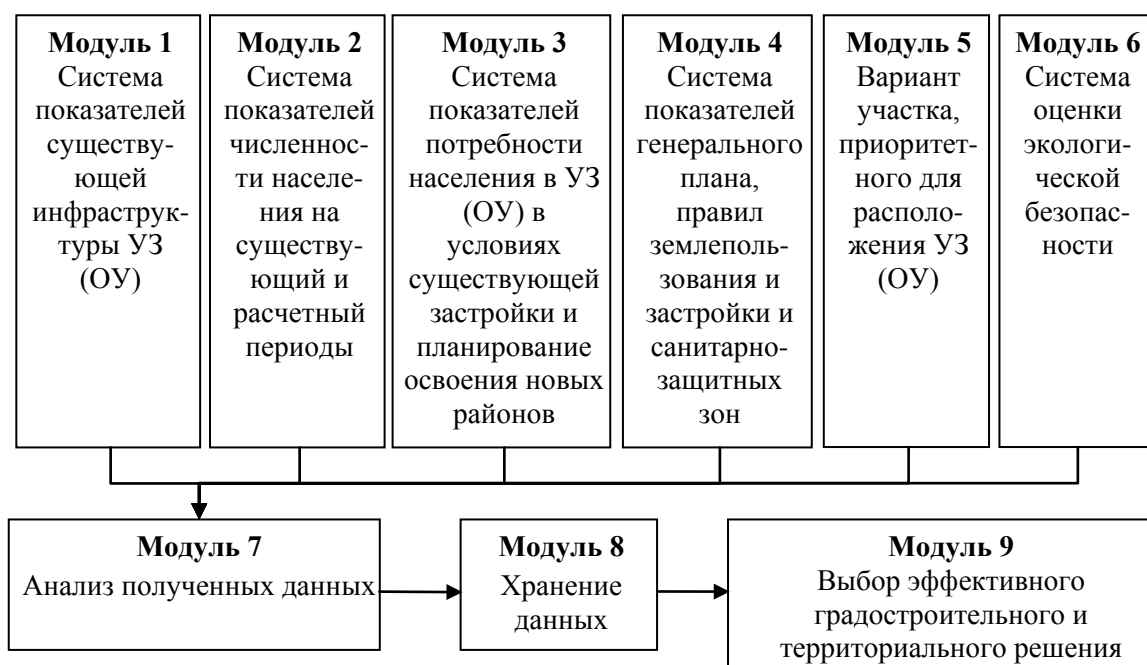 Модуль 1
Система
показателей
существу-
ющей
инфраструк-
туры УЗ
(ОУ)
Модуль 2
Система
показателей
численнос-
ти населе-
ния на
существу-
ющий и
расчетный
периоды
Модуль 3
Система
показателей
потребности
населения в УЗ
(ОУ) в
условиях
существующей
застройки и
планирование
освоения новых
районов
Модуль 4
Система
показателей
генерального
плана,
правил
землеполь-
зования и
застройки и
санитарно-
защитных
зон
Модуль 5
Вариант
участка,
приоритет-
ного для
располо-
жения УЗ
(ОУ)
Модуль 6
Система
оценки
экологи-
ческой
безопас-
ности
Модуль 7
Анализ полученных данных
Модуль 8
Хранение
данных
Модуль 9
Выбор эффективного
градостроительного и
территориального решения